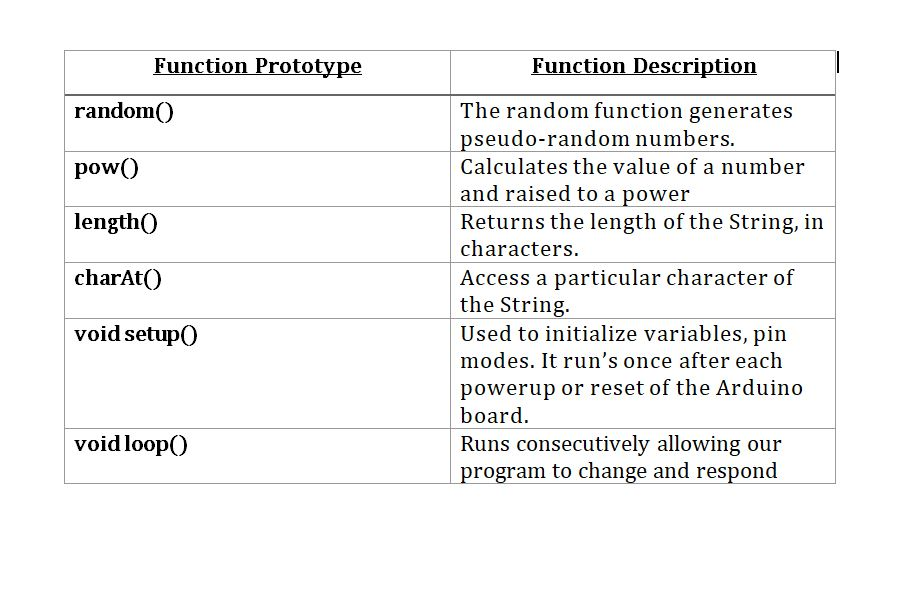 Function Prototype
Function Description
random()
The random function generates
pseudo-random numbers.
pow()
Calculates the value of a number
and raised to a power
length()
Returns the length of the String, in
characters.
charAt()
Access a particular character of
the String.
void setup()
Used to initialize variables, pin
modes. It run’s once after each
powerup or reset of the Arduino
board.
void loop()
Runs consecutively allowing our
program to change and respond